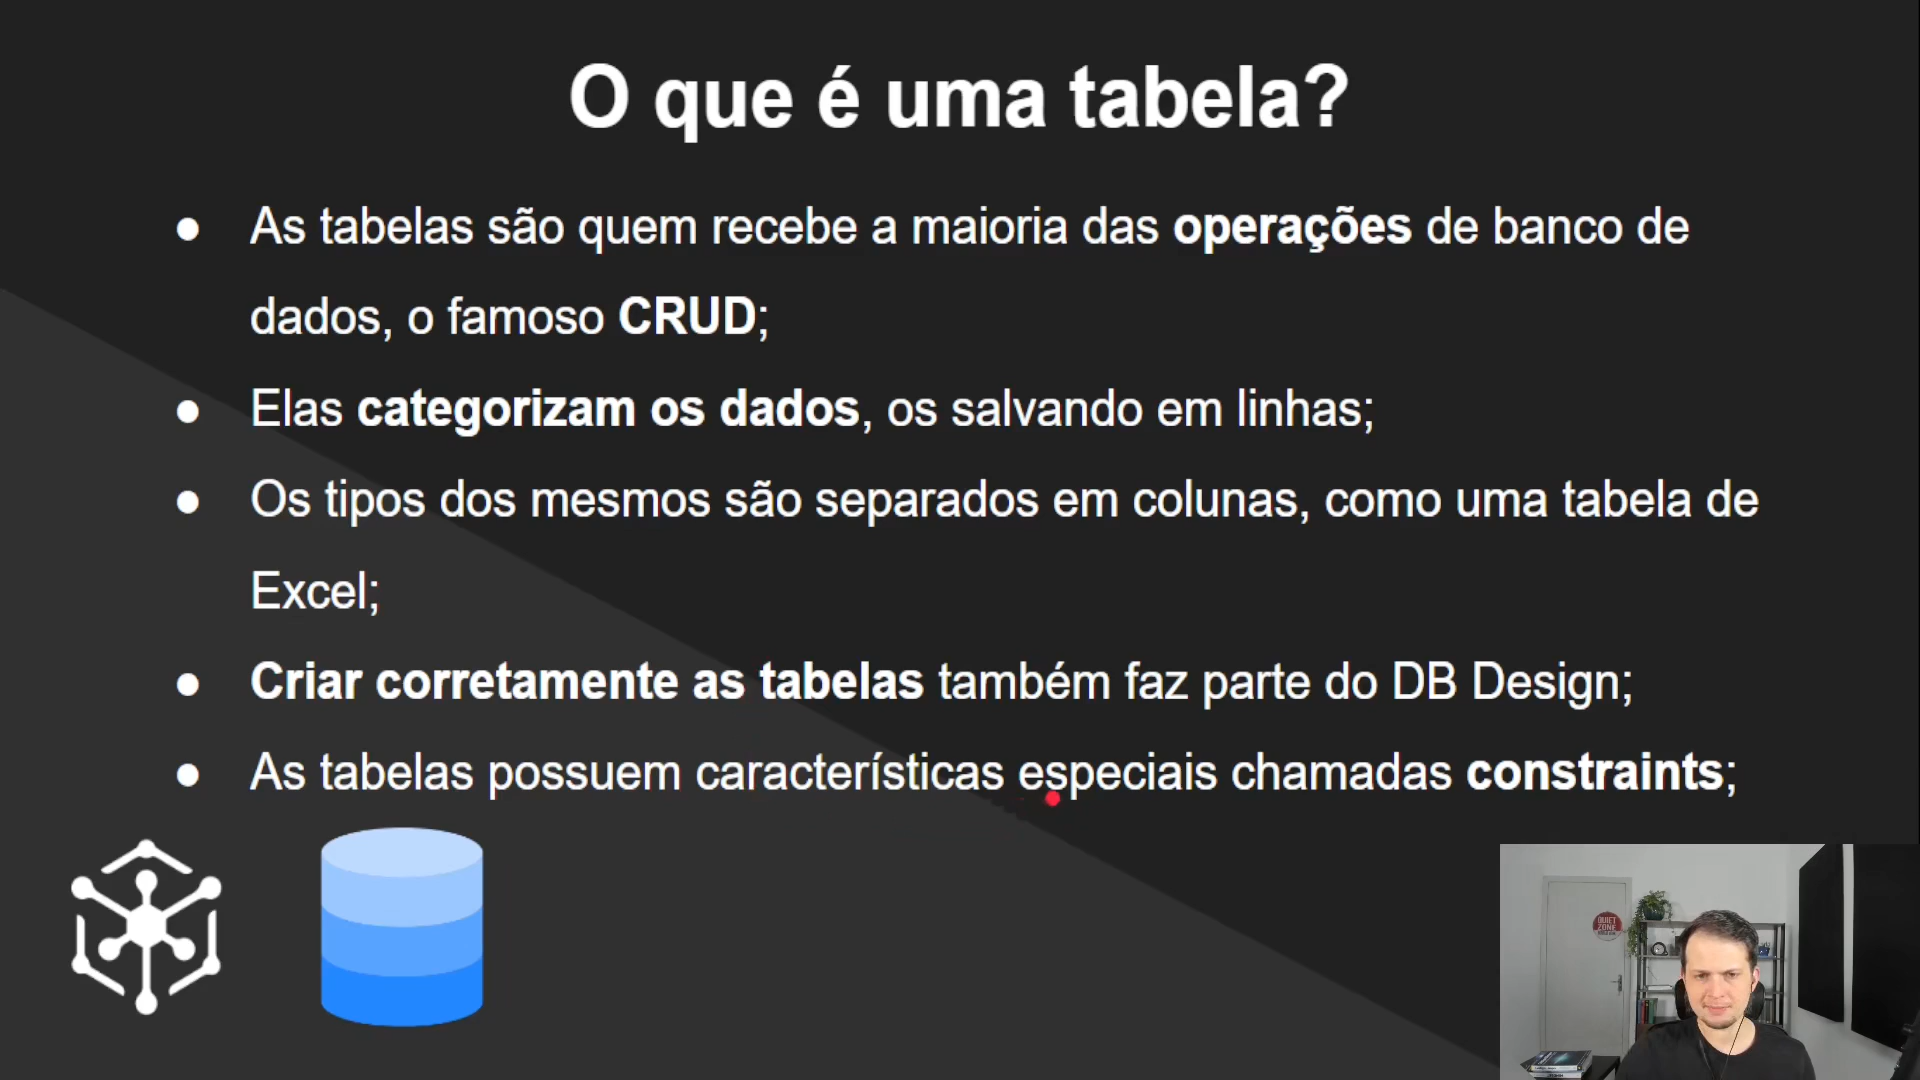 O que é uma tabela?
● As tabelas são quem recebe a maioria das operações de banco de
dados, o famoso CRUD;
● Elas categorizam os dados, os salvando em linhas;
● Os tipos dos mesmos são separados em colunas, como uma tabela de
Excel;
● Criar corretamente as tabelas também faz parte do DB Design;
● As tabelas possuem características especiais chamadas constraints;
QUIET
ZONE